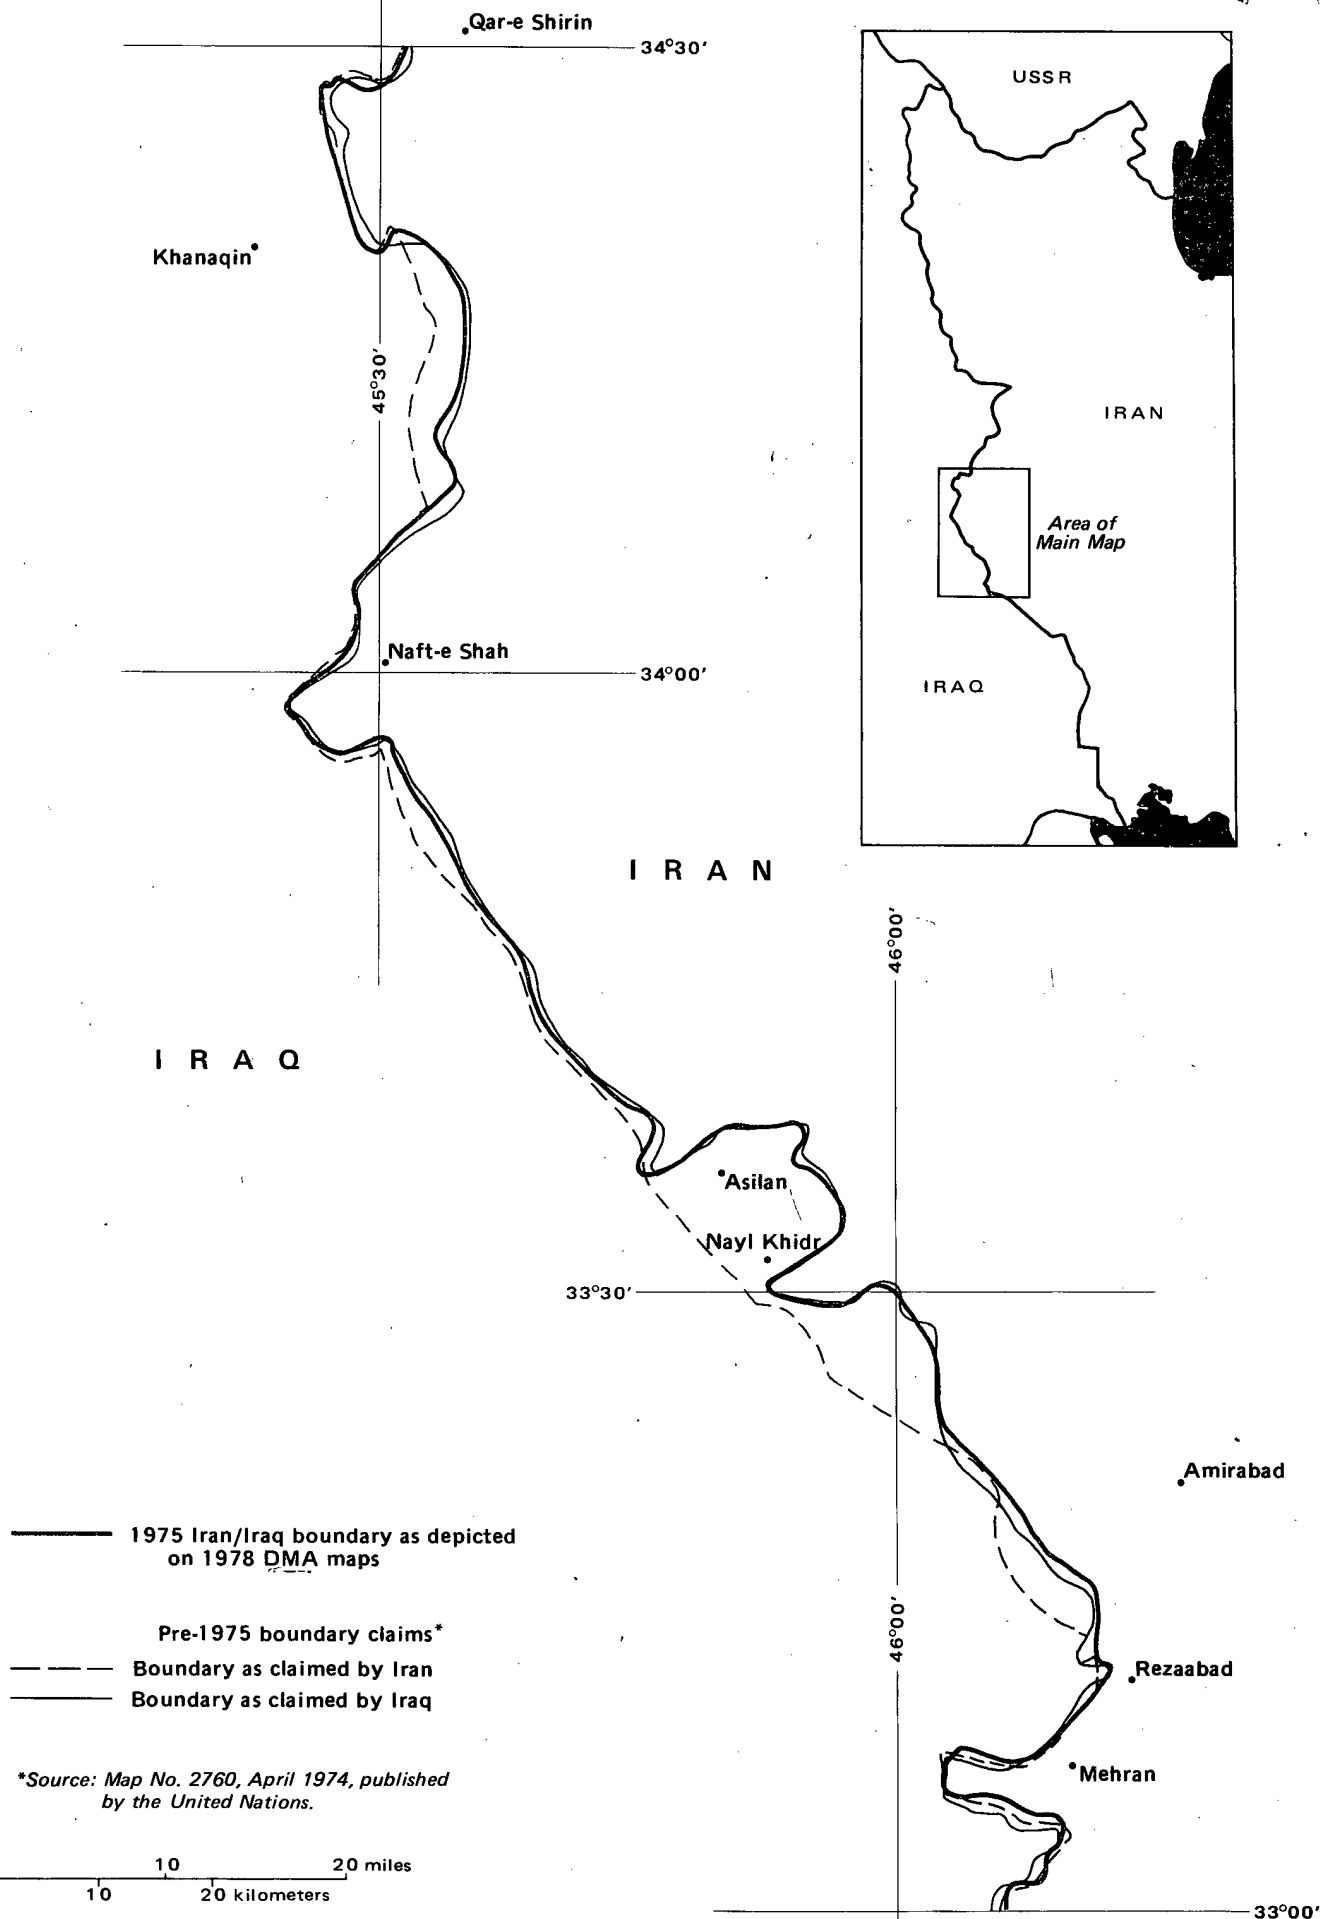 Qar-e Shirin
34°30'
USSR
Khanaqin
45°30'
IRAN
Area of
Main Map
Naft-e Shah
34°00'
IRAQ
I R A N
46°00'
I R A Q
Asilan
Nayl Khidr
33°30'
Amirabad
1975 Iran/Iraq boundary as depicted
on 1978 DMA maps
46°00'
Pre-1975 boundary claims*
Boundary as claimed by Iran
Rezaabad
Boundary as claimed by Iraq
*Source: Map No. 2760, April 1974, published
by the United Nations.
Mehran
10 20 miles
10 20 kilometers
33°00'